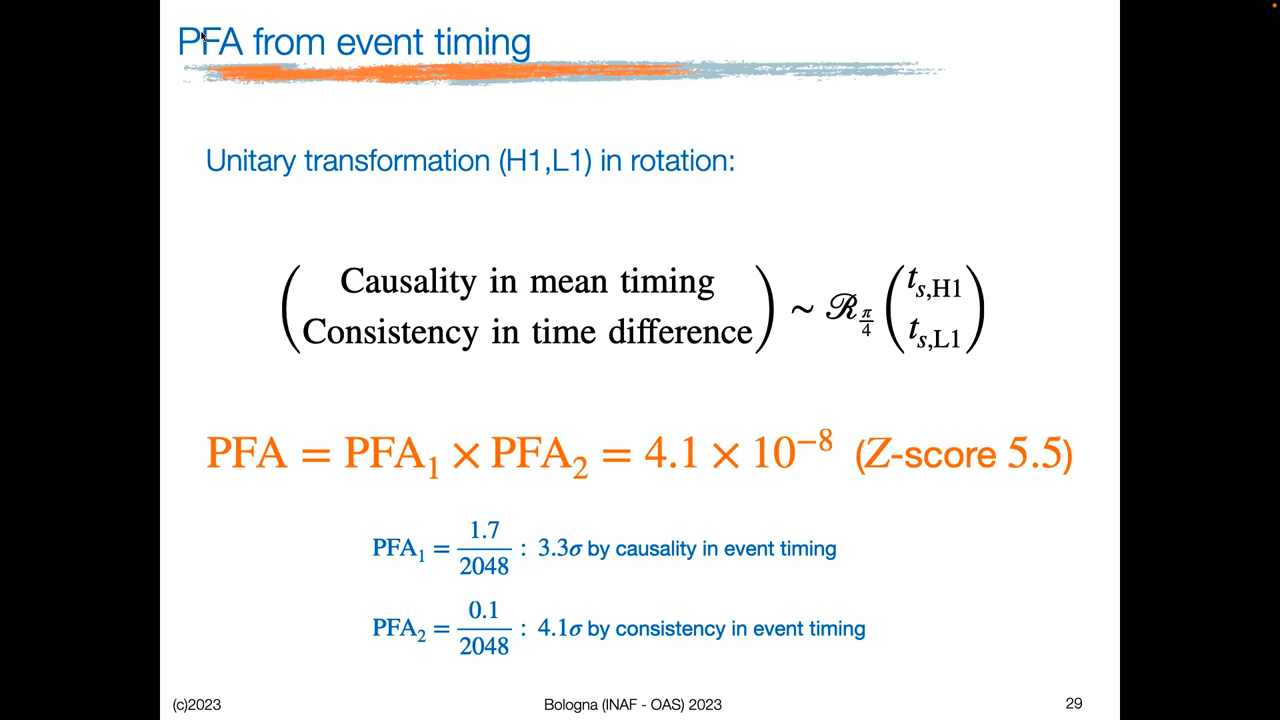 PFA from event timing
Unitary transformation (H1,L1) in rotation:
(Causality in mean timing
Consistency in time difference) ~ ℛ_{π/4} (t_{s,H1}
t_{s,L1})
PFA = PFA₁ × PFA₂ = 4.1 × 10⁻⁸ (Z-score 5.5)
PFA₁ = 1.7/2048 : 3.3σ by causality in event timing
PFA₂ = 0.1/2048 : 4.1σ by consistency in event timing
(c)2023 Bologna (INAF - OAS) 2023 29